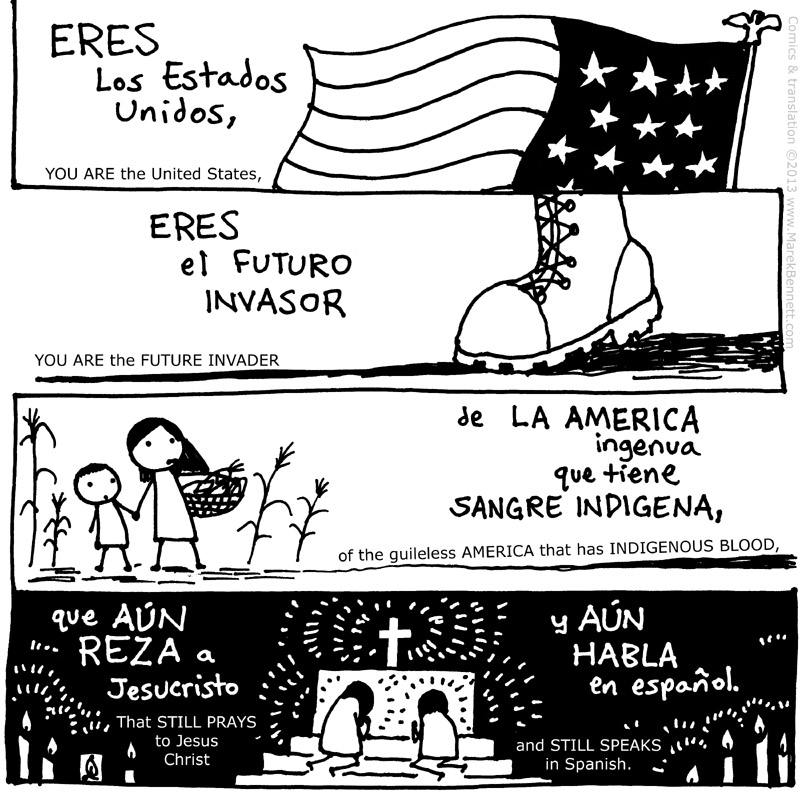 ERES
Los Estados
Unidos,
YOU ARE the United States,
ERES
el FUTURO
INVASOR
YOU ARE the FUTURE INVADER
de LA AMERICA
ingenua
que tiene
SANGRE INDIGENA,
of the guileless AMERICA that has INDIGENOUS BLOOD,
que AÚN
REZA a
Jesucristo
That STILL PRAYS
to Jesus
Christ
y AÚN
HABLA
en español.
and STILL SPEAKS
in Spanish.
Comics & translation ©2013 www.MarekBennett.com